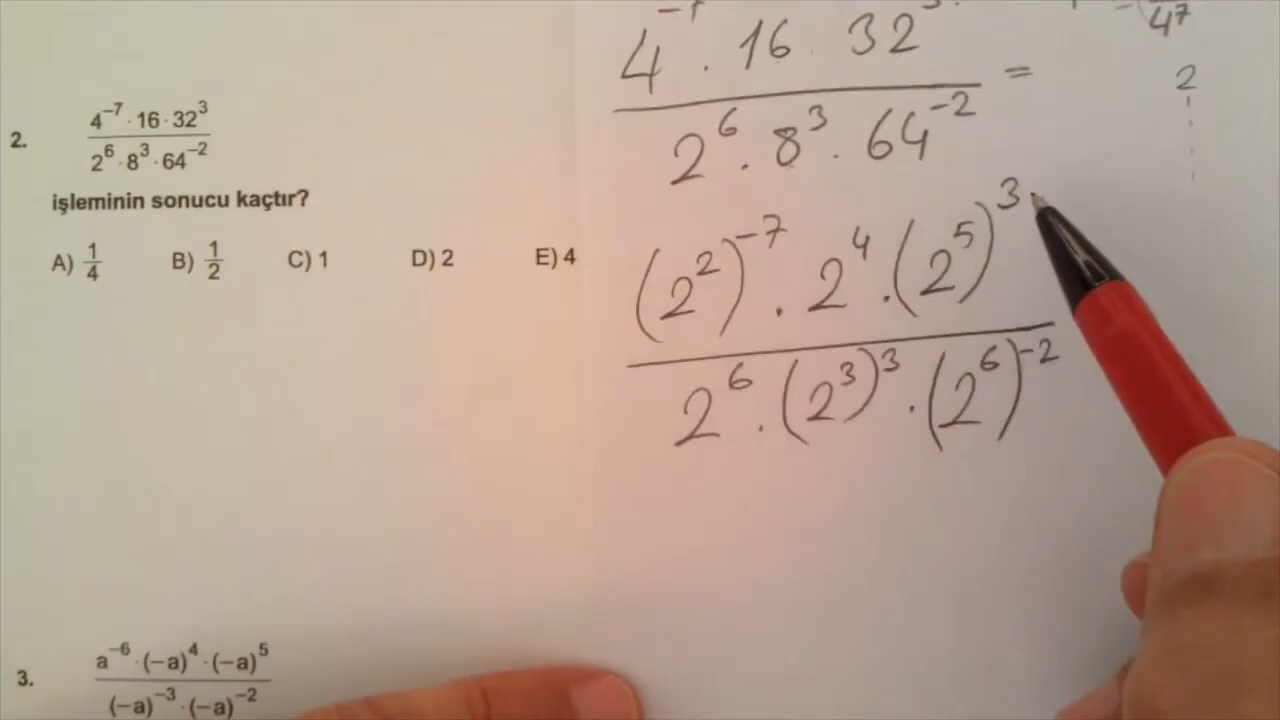 2.
4⁻⁷ · 16 · 32³
2⁶ · 8³ · 64⁻²
işleminin sonucu kaçtır?
A) 1/4 B) 1/2 C) 1 D) 2 E) 4
3.
a⁻⁶ · (−a)⁴ · (−a)⁵
(−a)⁻³ · (−a)⁻²
4 · 16 · 32 =
2⁶ · 8³ · 64⁻²
(2²)⁻⁷ · 2⁴ · (2⁵)³
2⁶ · (2³)³ · (2⁶)⁻²
4⁷
2